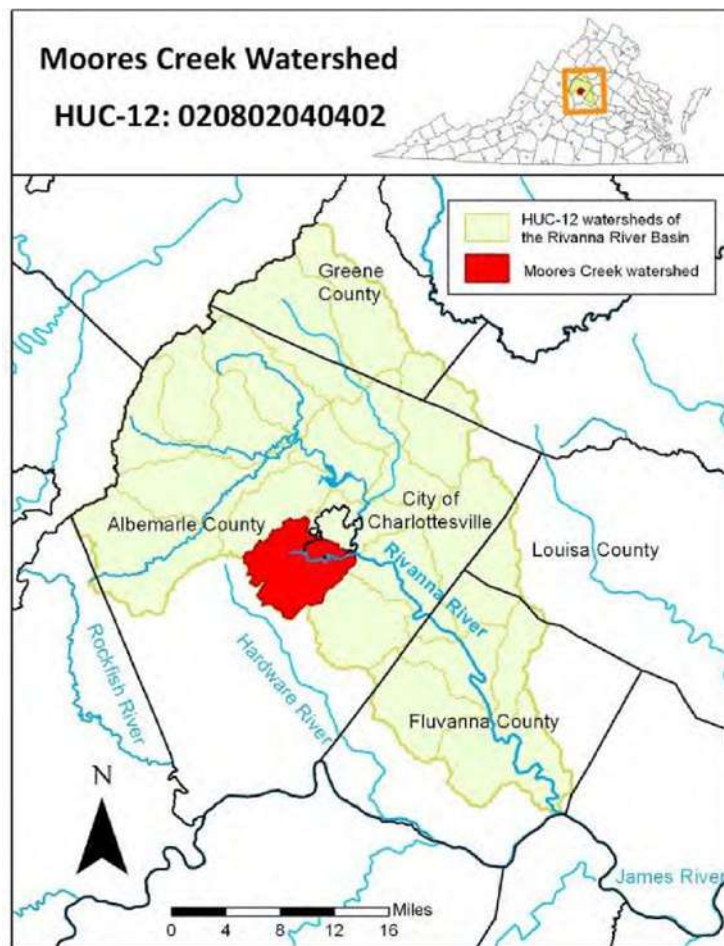 Moores Creek Watershed
HUC-12: 020802040402
HUC-12 watersheds of
the Rivanna River Basin
Moores Creek watershed
Greene
County
City of
Charlottesville
Albemarle County
Louisa County
Rivanna River
Rockfish River
Hardware River
Fluvanna County
N
James River
Miles
0 4 8 12 16